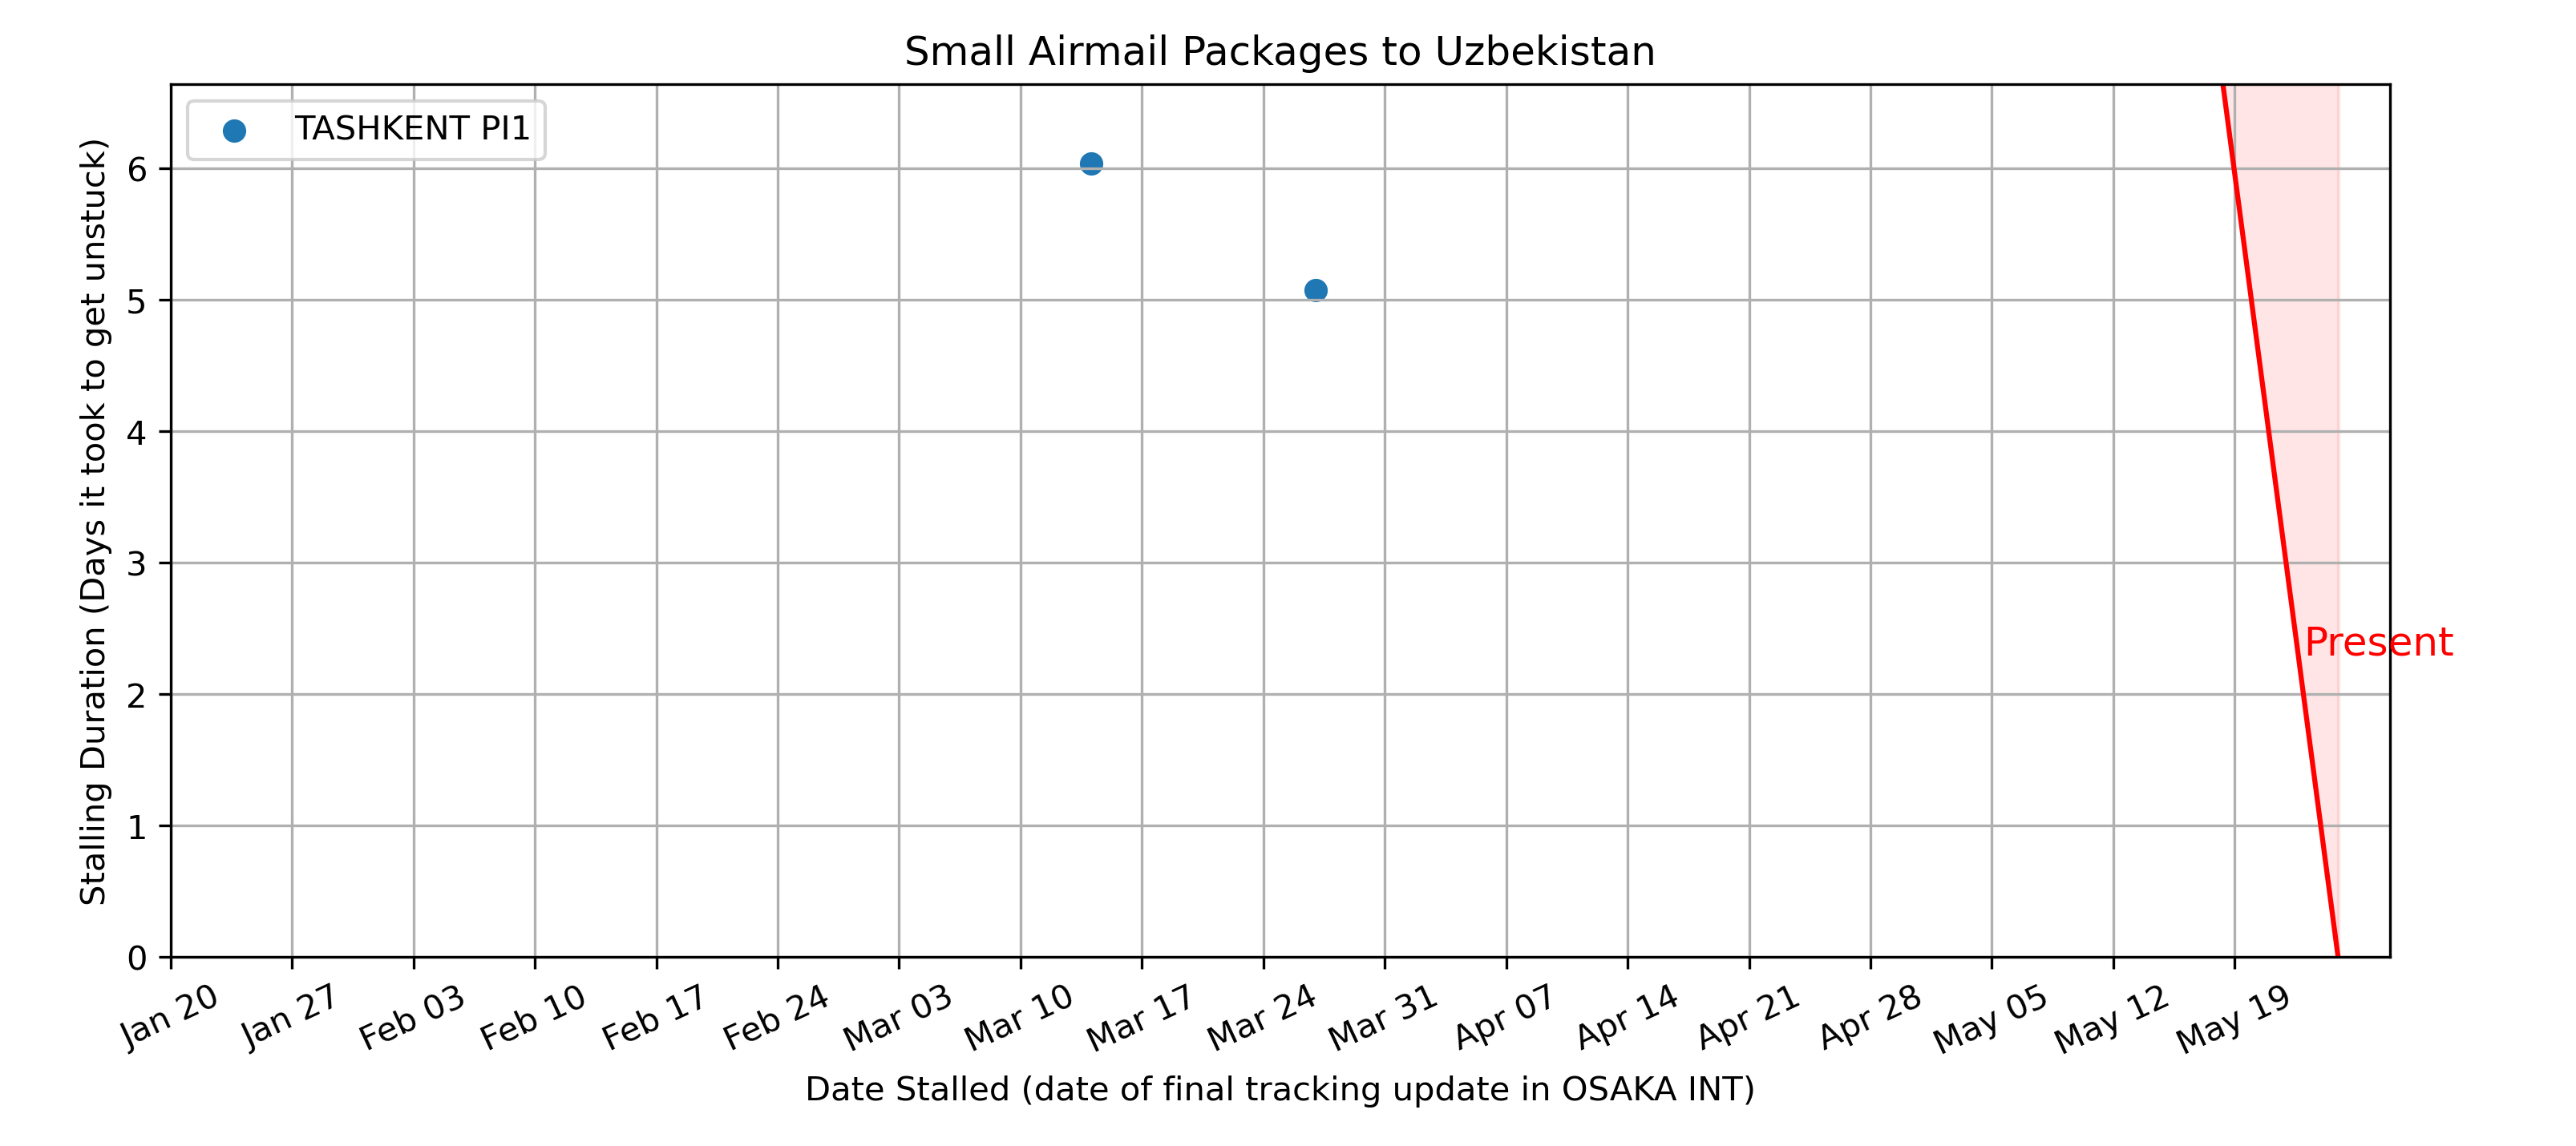 Small Airmail Packages to Uzbekistan
TASHKENT PI1
Stalling Duration (Days it took to get unstuck)
6
5
4
3
2
1
0
Present
Jan 20
Jan 27
Feb 03
Feb 10
Feb 17
Feb 24
Mar 03
Mar 10
Mar 17
Mar 24
Mar 31
Apr 07
Apr 14
Apr 21
Apr 28
May 05
May 12
May 19
Date Stalled (date of final tracking update in OSAKA INT)